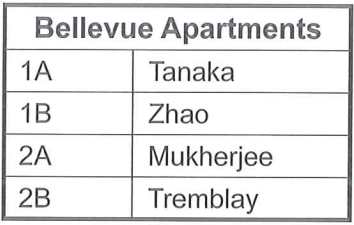 Bellevue Apartments
1A Tanaka
1B Zhao
2A Mukherjee
2B Tremblay